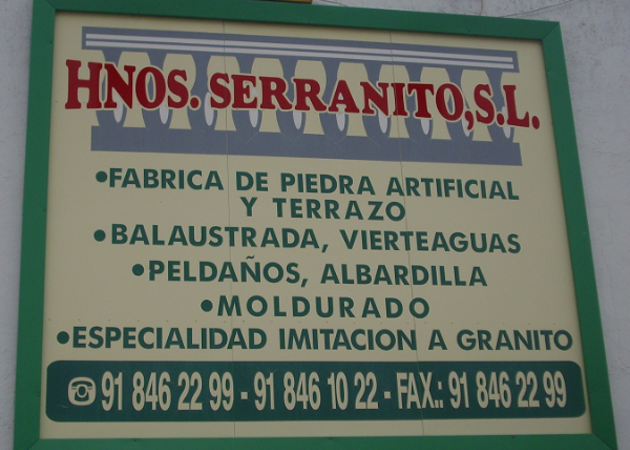 HNOS. SERRANITO, S.L.
•FABRICA DE PIEDRA ARTIFICIAL
Y TERRAZO
•BALAUSTRADA, VIERTEAGUAS
•PELDAÑOS, ALBARDILLA
•MOLDURADO
•ESPECIALIDAD IMITACION A GRANITO
91 846 22 99 - 91 846 10 22 - FAX.: 91 846 22 99